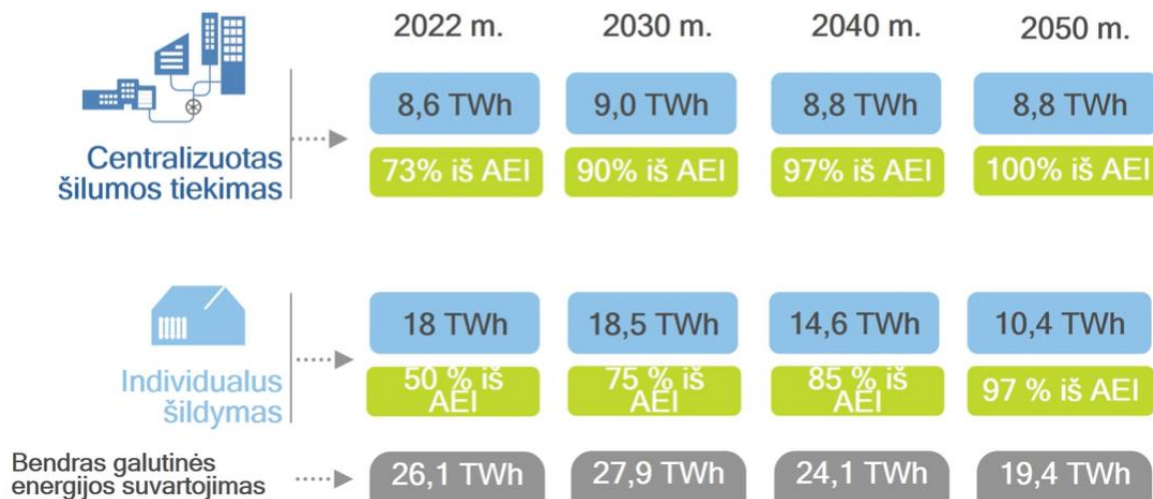 2022 m. 2030 m. 2040 m. 2050 m.
8,6 TWh 9,0 TWh 8,8 TWh 8,8 TWh
Centralizuotas
šilumos tiekimas
73% iš AEI 90% iš AEI 97% iš AEI 100% iš AEI
18 TWh 18,5 TWh 14,6 TWh 10,4 TWh
Individualus
šildymas
50 % iš
AEI
75 % iš
AEI
85 % iš
AEI
97 % iš AEI
Bendras galutinės
energijos suvartojimas
26,1 TWh 27,9 TWh 24,1 TWh 19,4 TWh